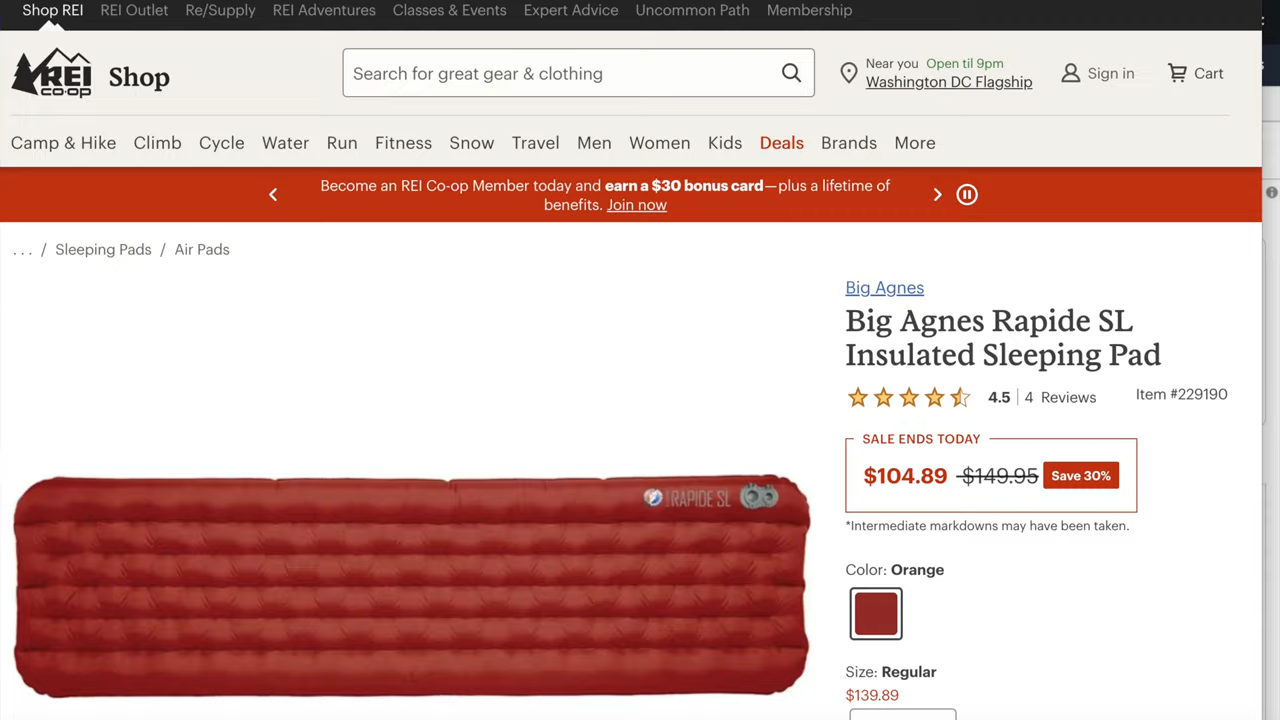 Shop REI REI Outlet Re/Supply REI Adventures Classes & Events Expert Advice Uncommon Path Membership
REI
CO·OP
Shop
Search for great gear & clothing
Near you Open til 9pm
Washington DC Flagship
Sign in
Cart
Camp & Hike Climb Cycle Water Run Fitness Snow Travel Men Women Kids Deals Brands More
Become an REI Co-op Member today and earn a $30 bonus card—plus a lifetime of
benefits. Join now
... / Sleeping Pads / Air Pads
Big Agnes
Big Agnes Rapide SL
Insulated Sleeping Pad
4.5 4 Reviews
Item #229190
SALE ENDS TODAY
$104.89 $149.95 Save 30%
*Intermediate markdowns may have been taken.
Color: Orange
Size: Regular
$139.89
RAPIDE SL